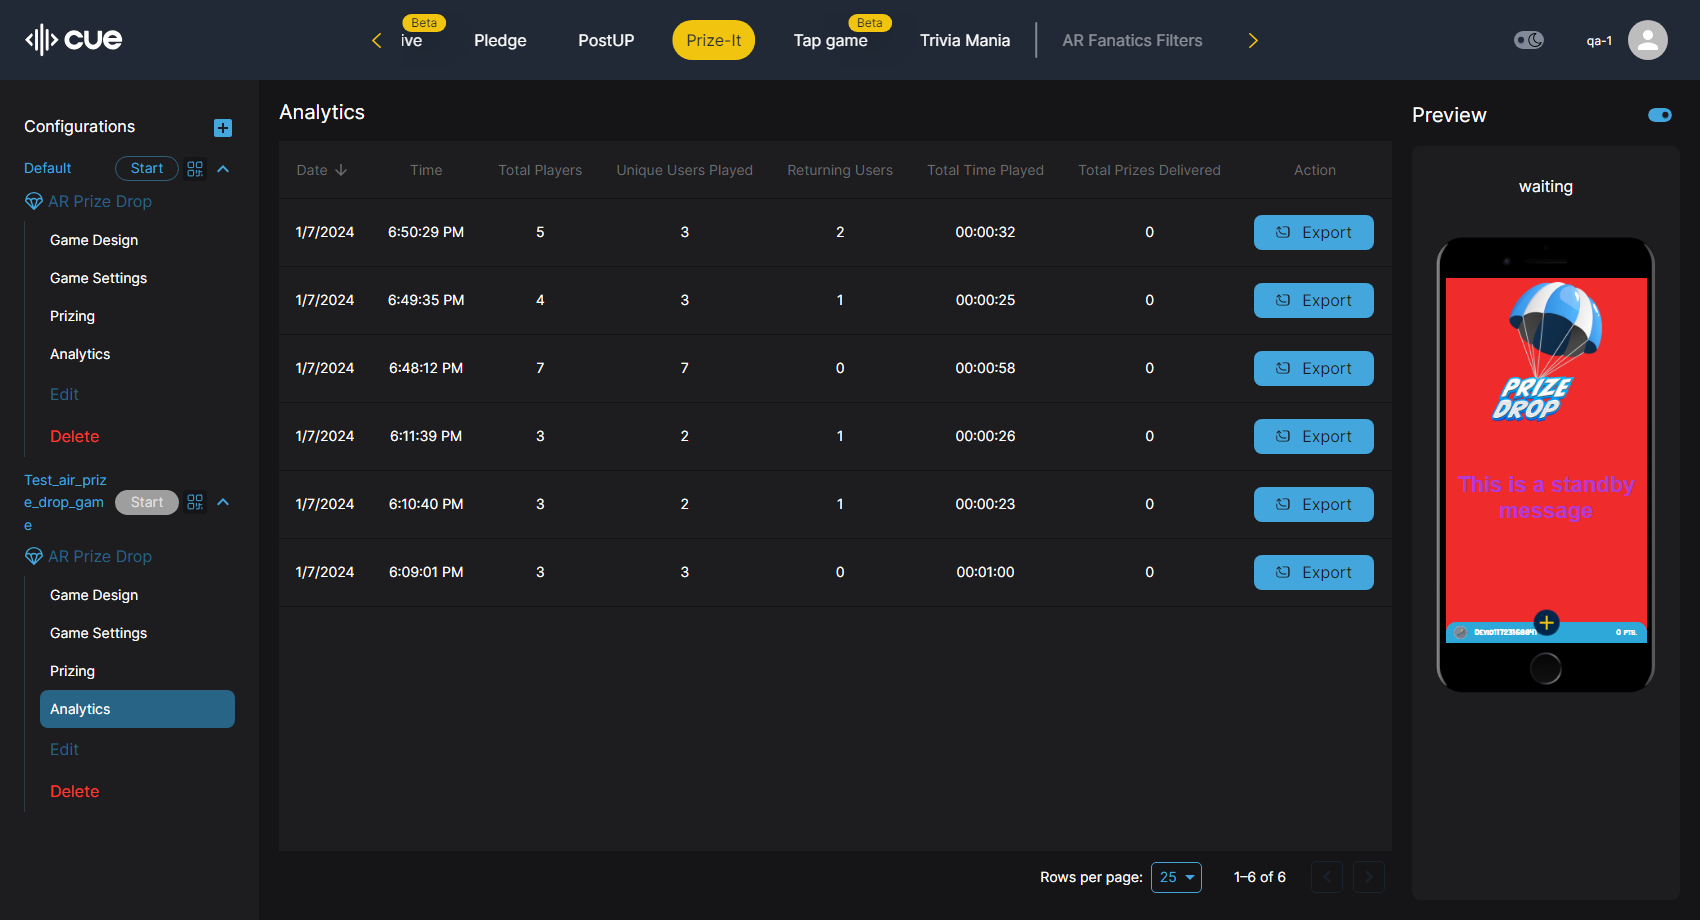 cue
ive
Beta
Pledge
PostUP
Prize-It
Tap game
Beta
Trivia Mania
AR Fanatics Filters
qa-1
Configurations
Default
Start
AR Prize Drop
Game Design
Game Settings
Prizing
Analytics
Edit
Delete
Test_air_priz
e_drop_gam
e
Start
AR Prize Drop
Game Design
Game Settings
Prizing
Analytics
Edit
Delete
Analytics
Date Time Total Players Unique Users Played Returning Users Total Time Played Total Prizes Delivered Action
1/7/2024 6:50:29 PM 5 3 2 00:00:32 0 Export
1/7/2024 6:49:35 PM 4 3 1 00:00:25 0 Export
1/7/2024 6:48:12 PM 7 7 0 00:00:58 0 Export
1/7/2024 6:11:39 PM 3 2 1 00:00:26 0 Export
1/7/2024 6:10:40 PM 3 2 1 00:00:23 0 Export
1/7/2024 6:09:01 PM 3 3 0 00:01:00 0 Export
Rows per page: 25 1–6 of 6
Preview
waiting
PRIZE
DROP
This is a standby
message
0 PTS.